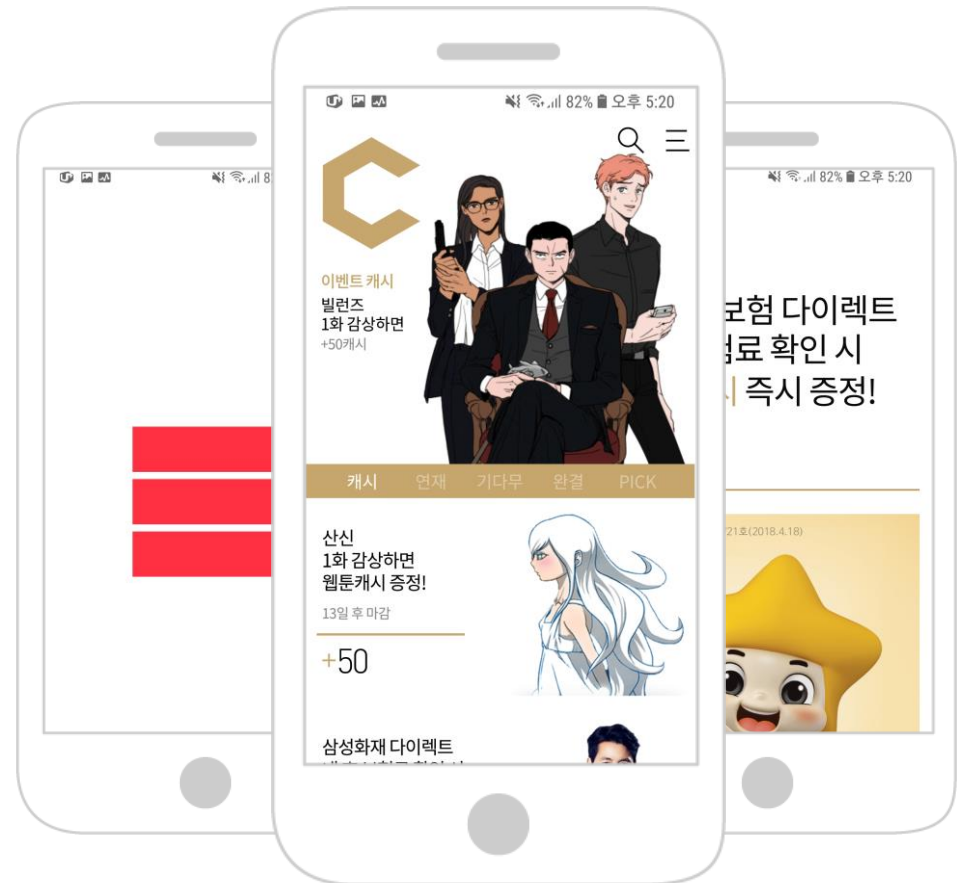 82% 오후 5:20
이벤트 캐시
빌런즈
1화 감상하면
+50캐시
캐시 연재 기다무 완결 PICK
산신
1화 감상하면
웹툰캐시 증정!
13일 후 마감
+50
삼성화재 다이렉트
8
82% 오후 5:20
보험 다이렉트
료 확인 시
즉시 증정!
21호(2018.4.18)